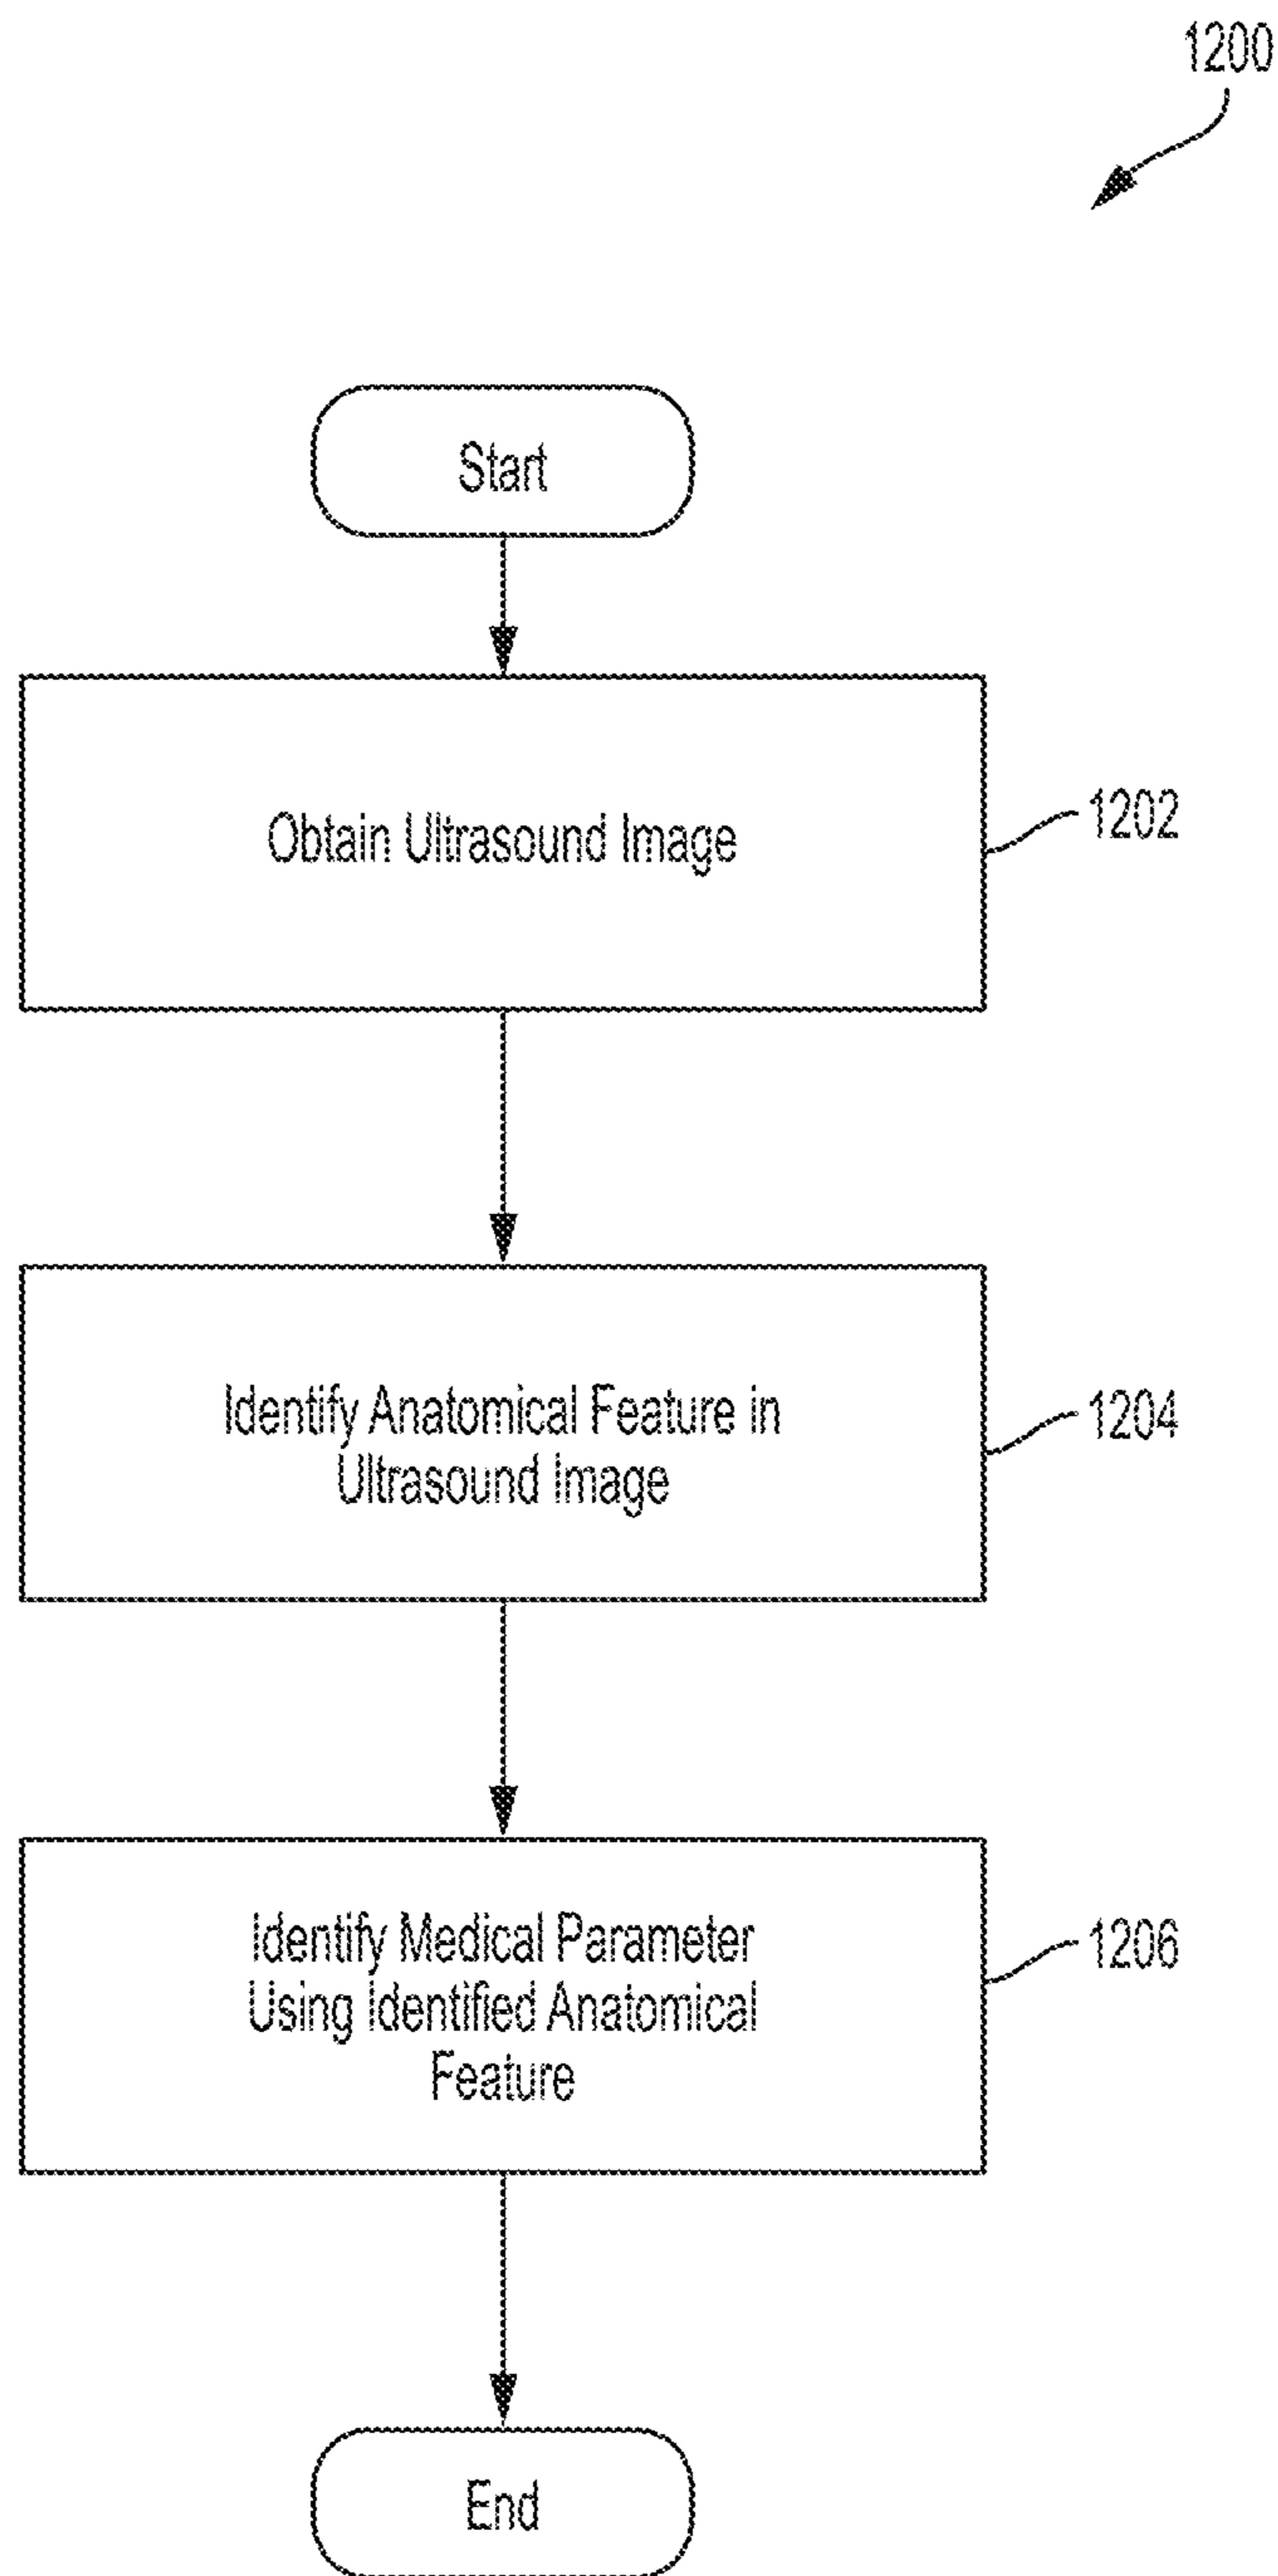 1200
Start
Obtain Ultrasound Image
1202
Identify Anatomical Feature in
Ultrasound Image
1204
Identify Medical Parameter
Using Identified Anatomical
Feature
1206
End